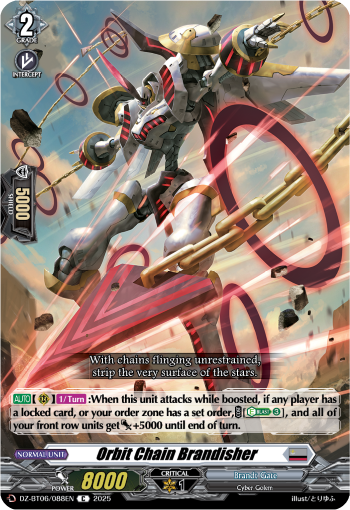 2
GRADE
INTERCEPT
5000
SHIELD
With chains flinging unrestrained,
strip the very surface of the stars.
AUTO【 】1/Turn :When this unit attacks while boosted, if any player has
a locked card, or your order zone has a set order, [ BLAST 3], and all of
your front row units get +5000 until end of turn.
NORMAL UNIT
Orbit Chain Brandisher
POWER
8000
CRITICAL
1
Brandt Gate
Cyber Golem
DZ-BT06/088EN C 2025
illust/とりゆふ